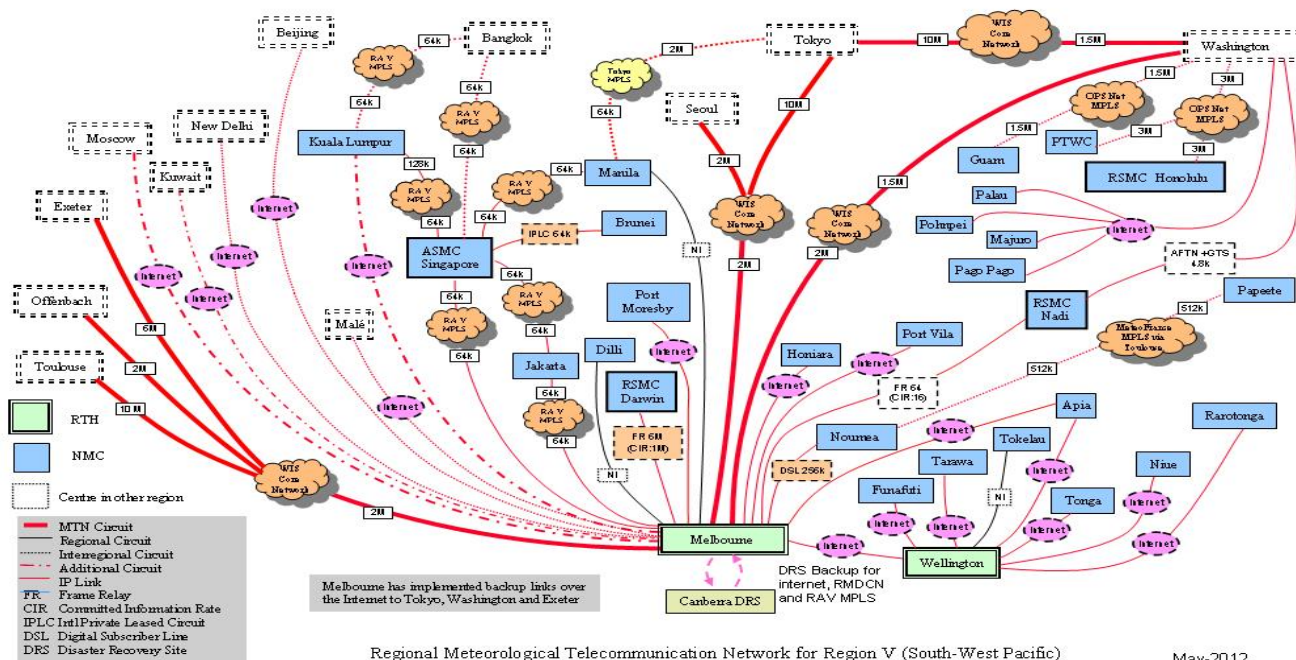 Beijing
Bangkok
Tokyo
Washington
64k
2M
10M
WIS
Com
Network
1.5M
RA V
MPLS
Tokyo
MPLS
64k
64k
64k
RA V
MPLS
Seoul
10M
1.5M
OPS Net
MPLS
3M
OPS Net
MPLS
Moscow
New Delhi
Kuwait
Kuala Lumpur
128k
64k
Manila
64k
RA V
MPLS
64k
2M
1.5M
1.5M
Guam
PTWC
3M
3M
RSMC Honolulu
Exeter
Internet
RA V
MPLS
64k
64k
WIS
Com
Network
WIS
Com
Network
Palau
Pohnpei
Majuro
Pago Pago
Internet
Internet
Internet
Internet
Internet
ASMC
Singapore
IPLC 64k
Brunei
NI
2M
2M
AFTN +GTS
4.8k
Offenbach
6M
Malé
64k
RA V
MPLS
64k
64k
RA V
MPLS
64k
Port
Moresby
RSMC
Nadi
Papeete
512k
MeteoFrance
MPLS via
Toulouse
Toulouse
2M
10M
Internet
Jakarta
64k
RA V
MPLS
64k
Dilli
Internet
RSMC
Darwin
FR 6M
(CIR:1M)
NI
Honiara
Internet
Port Vila
Internet
FR 64
(CIR:16)
512k
Noumea
DSL 256k
Internet
Apia
Rarotonga
Tokelau
Tarawa
NI
Internet
Niue
Funafuti
Internet
Internet
Tonga
Internet
Internet
Internet
WIS
Com
Network
2M
Melbourne
Internet
Wellington
DRS Backup for
internet, RMDCN
and RAV MPLS
Canberra DRS
Melbourne has implemented backup links over
the Internet to Tokyo, Washington and Exeter
RTH
NMC
Centre in other region
MTN Circuit
Regional Circuit
Interregional Circuit
Additional Circuit
IP Link
FR Frame Relay
CIR Committed Information Rate
IPLC Int'l Private Leased Circuit
DSL Digital Subscriber Line
DRS Disaster Recovery Site
Regional Meteorological Telecommunication Network for Region V (South-West Pacific)
May-2012